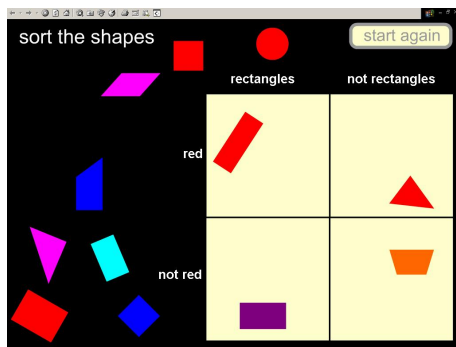 sort the shapes
start again
rectangles
not rectangles
red
not red